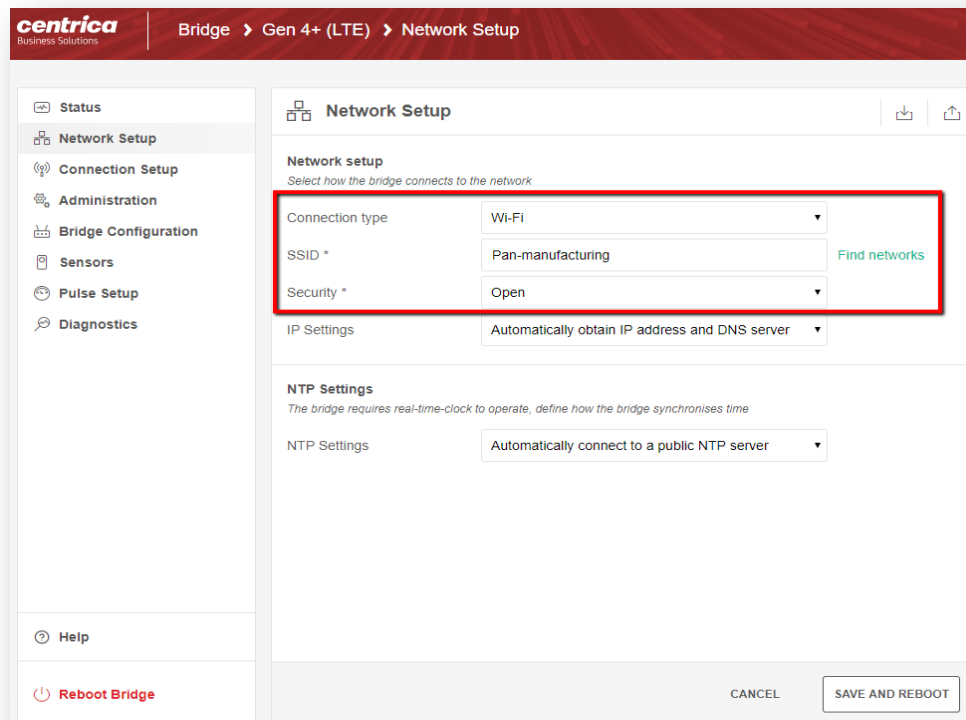 centrica
Business Solutions
Bridge > Gen 4+ (LTE) > Network Setup
Status
Network Setup
Connection Setup
Administration
Bridge Configuration
Sensors
Pulse Setup
Diagnostics
Help
Reboot Bridge
Network Setup
Network setup
Select how the bridge connects to the network
Connection type Wi-Fi
SSID * Pan-manufacturing Find networks
Security * Open
IP Settings Automatically obtain IP address and DNS server
NTP Settings
The bridge requires real-time-clock to operate, define how the bridge synchronises time
NTP Settings Automatically connect to a public NTP server
CANCEL SAVE AND REBOOT